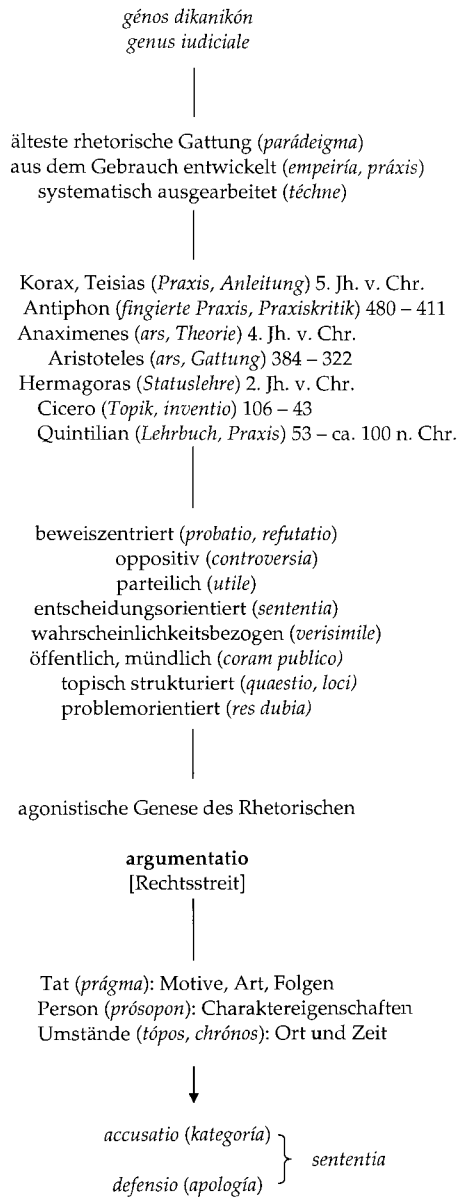 génos dikanikón
genus iudiciale
älteste rhetorische Gattung (parádeigma)
aus dem Gebrauch entwickelt (empeiría, práxis)
systematisch ausgearbeitet (téchne)
Korax, Teisias (Praxis, Anleitung) 5. Jh. v. Chr.
Antiphon (fingierte Praxis, Praxiskritik) 480 – 411
Anaximenes (ars, Theorie) 4. Jh. v. Chr.
Aristoteles (ars, Gattung) 384 – 322
Hermagoras (Statuslehre) 2. Jh. v. Chr.
Cicero (Topik, inventio) 106 – 43
Quintilian (Lehrbuch, Praxis) 53 – ca. 100 n. Chr.
beweiszentriert (probatio, refutatio)
oppositiv (controversia)
parteilich (utile)
entscheidungsorientiert (sententia)
wahrscheinlichkeitsbezogen (verisimile)
öffentlich, mündlich (coram publico)
topisch strukturiert (quaestio, loci)
problemorientiert (res dubia)
agonistische Genese des Rhetorischen
argumentatio
[Rechtsstreit]
Tat (prágma): Motive, Art, Folgen
Person (prósopon): Charaktereigenschaften
Umstände (tópos, chrónos): Ort und Zeit
accusatio (kategoría)
sententia
defensio (apología)